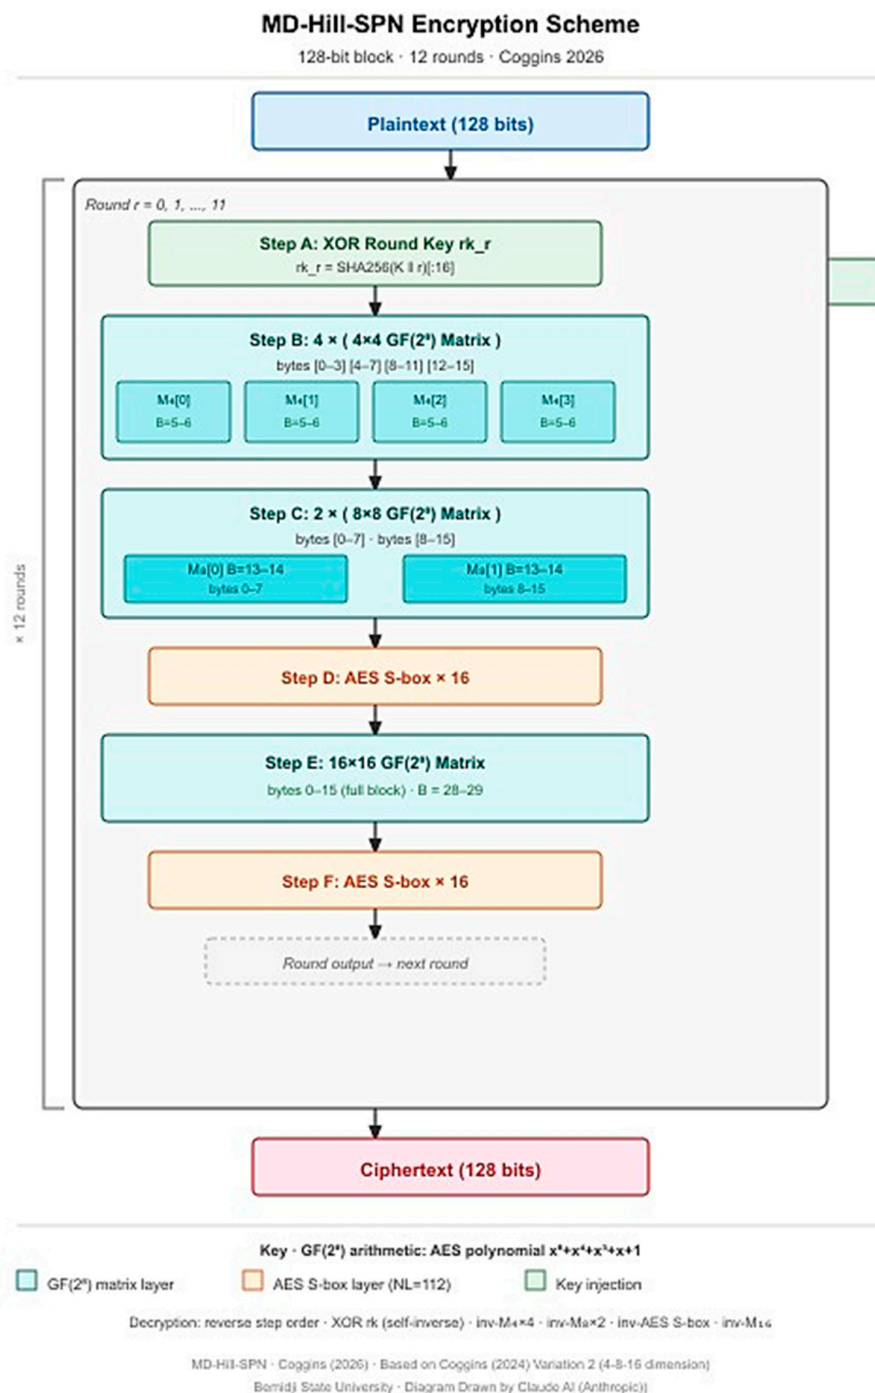 MD-Hill-SPN Encryption Scheme
128-bit block · 12 rounds · Coggins 2026
Plaintext (128 bits)
Round r = 0, 1, ..., 11
Step A: XOR Round Key rk_r
rk_r = SHA256(K ‖ r)[:16]
Step B: 4 × ( 4×4 GF(2⁸) Matrix )
bytes [0–3] [4–7] [8–11] [12–15]
M₄[0] M₄[1] M₄[2] M₄[3]
B=5–6 B=5–6 B=5–6 B=5–6
Step C: 2 × ( 8×8 GF(2⁸) Matrix )
bytes [0–7] · bytes [8–15]
M₈[0] B=13–14 M₈[1] B=13–14
bytes 0–7 bytes 8–15
× 12 rounds
Step D: AES S-box × 16
Step E: 16×16 GF(2⁸) Matrix
bytes 0–15 (full block) · B = 28–29
Step F: AES S-box × 16
Round output → next round
Ciphertext (128 bits)
Key · GF(2⁸) arithmetic: AES polynomial x⁸+x⁴+x³+x+1
GF(2⁸) matrix layer AES S-box layer (NL=112) Key injection
Decryption: reverse step order · XOR rk (self-inverse) · inv-M₄×4 · inv-M₈×2 · inv-AES S-box · inv-M₁₆
MD-Hill-SPN · Coggins (2026) · Based on Coggins (2024) Variation 2 (4-8-16 dimension)
Bemidji State University · Diagram Drawn by Claude AI (Anthropic))